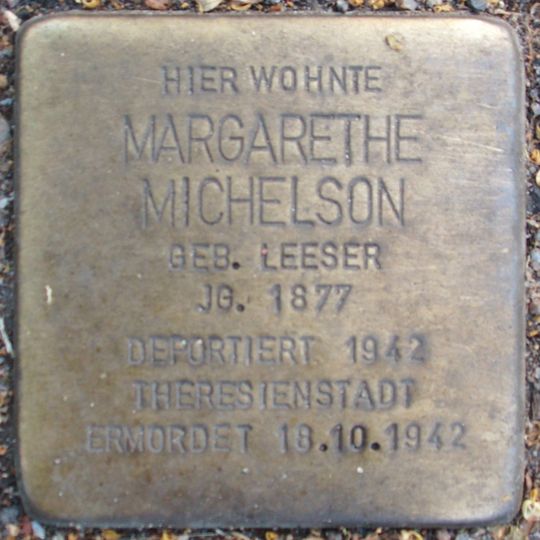 HIER WOHNTE
MARGARETHE
MICHELSON
GEB. LEESER
JG. 1877
DEPORTIERT 1942
THERESIENSTADT
ERMORDET 18.10.1942